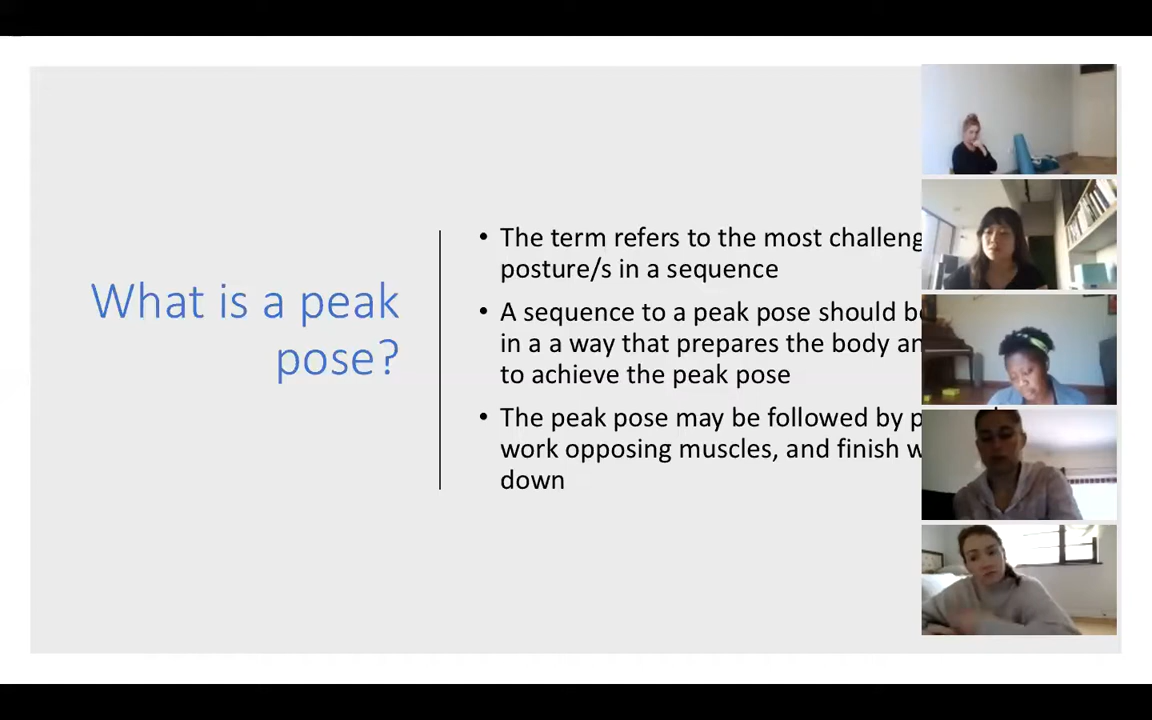 What is a peak
pose?
• The term refers to the most challeng
posture/s in a sequence
• A sequence to a peak pose should b
in a a way that prepares the body an
to achieve the peak pose
• The peak pose may be followed by p
work opposing muscles, and finish w
down